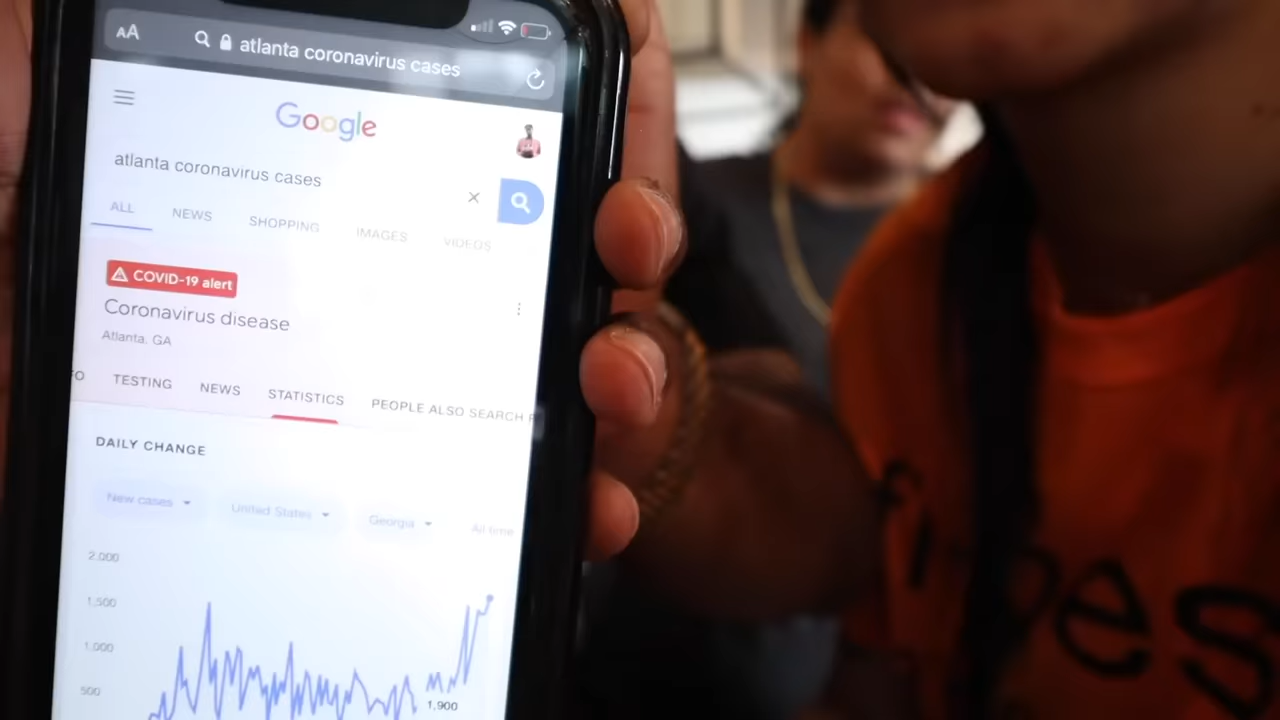 AA atlanta coronavirus cases
Google
atlanta coronavirus cases
ALL NEWS SHOPPING IMAGES VIDEOS
COVID-19 alert
Coronavirus disease
Atlanta, GA
TESTING NEWS STATISTICS PEOPLE ALSO SEARCH
DAILY CHANGE
New cases United States Georgia All time
2,000
1,500
1,000
500
1,900